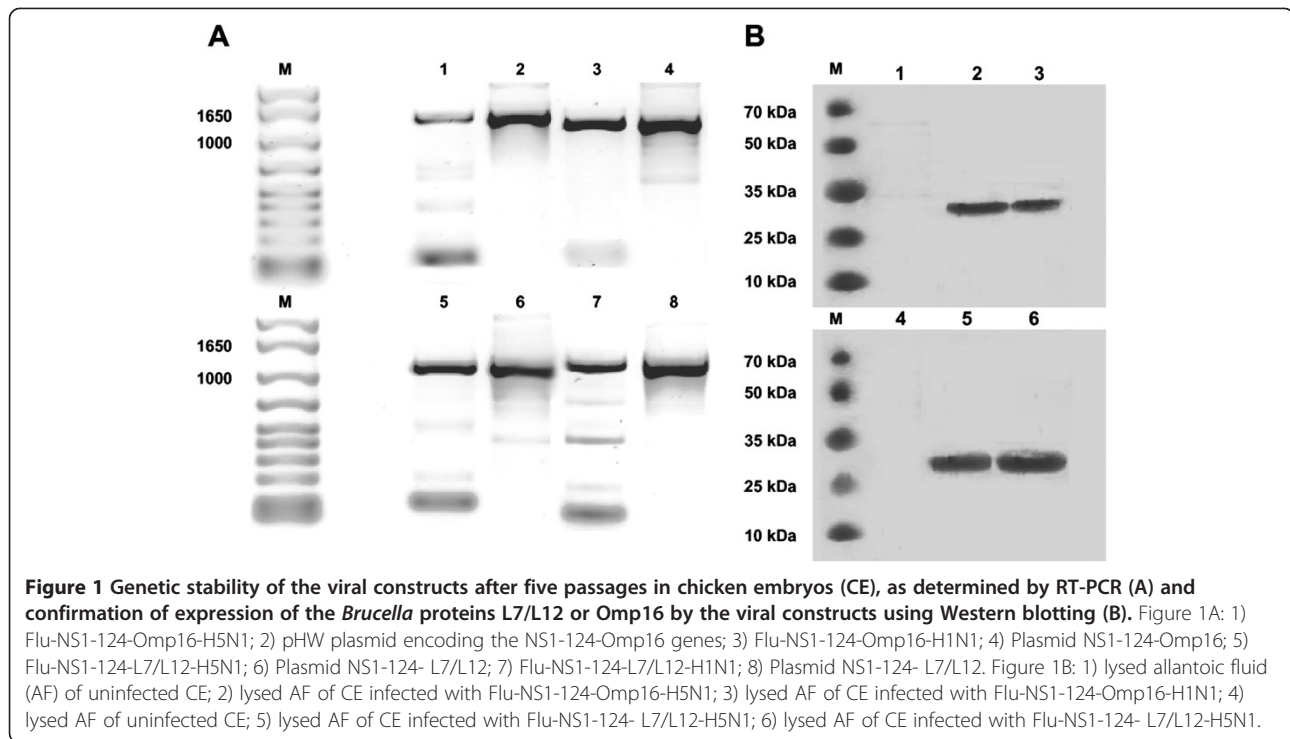 A
B
M 1 2 3 4
1650
1000
M 5 6 7 8
1650
1000
M 1 2 3
70 kDa
50 kDa
35 kDa
25 kDa
10 kDa
M 4 5 6
70 kDa
50 kDa
35 kDa
25 kDa
10 kDa
Figure 1 Genetic stability of the viral constructs after five passages in chicken embryos (CE), as determined by RT-PCR (A) and
confirmation of expression of the Brucella proteins L7/L12 or Omp16 by the viral constructs using Western blotting (B). Figure 1A: 1)
Flu-NS1-124-Omp16-H5N1; 2) pHW plasmid encoding the NS1-124-Omp16 genes; 3) Flu-NS1-124-Omp16-H1N1; 4) Plasmid NS1-124-Omp16; 5)
Flu-NS1-124-L7/L12-H5N1; 6) Plasmid NS1-124- L7/L12; 7) Flu-NS1-124-L7/L12-H1N1; 8) Plasmid NS1-124- L7/L12. Figure 1B: 1) lysed allantoic fluid
(AF) of uninfected CE; 2) lysed AF of CE infected with Flu-NS1-124-Omp16-H5N1; 3) lysed AF of CE infected with Flu-NS1-124-Omp16-H1N1; 4)
lysed AF of uninfected CE; 5) lysed AF of CE infected with Flu-NS1-124- L7/L12-H5N1; 6) lysed AF of CE infected with Flu-NS1-124- L7/L12-H5N1.